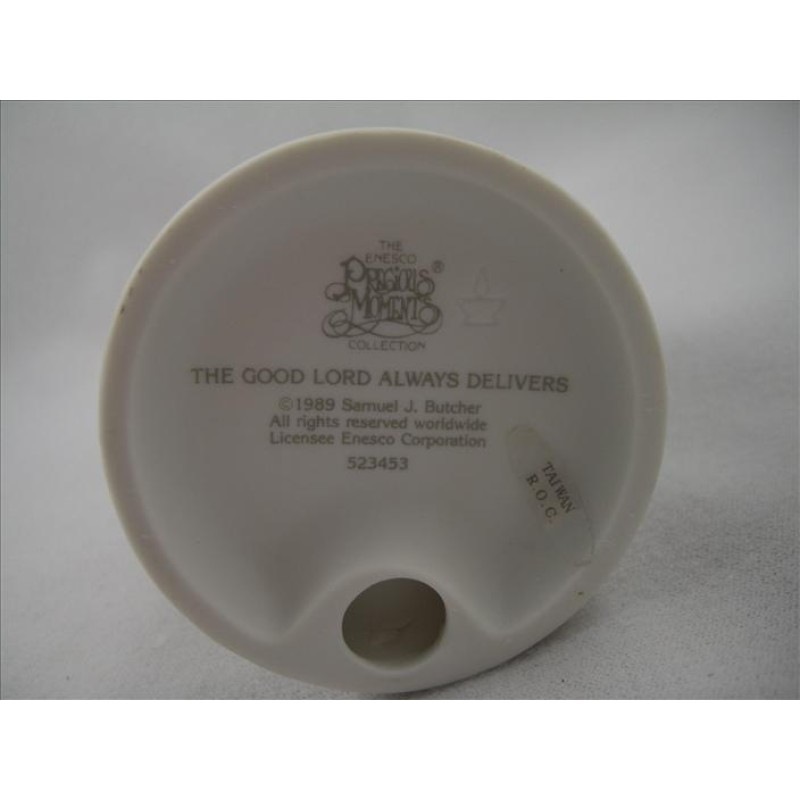 THE
ENESCO
PRECIOUS®
MOMENTS
COLLECTION
THE GOOD LORD ALWAYS DELIVERS
©1989 Samuel J. Butcher
All rights reserved worldwide
Licensee Enesco Corporation
523453
TAIWAN
R.O.C.